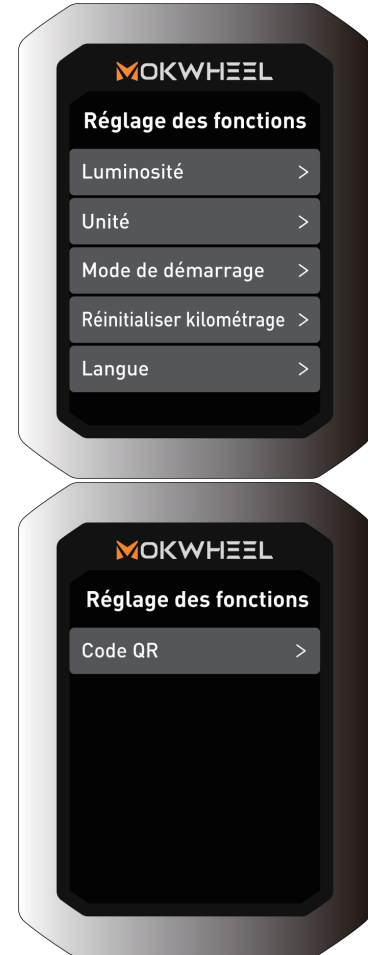 MOKWHEEL
Réglage des fonctions
Luminosité >
Unité >
Mode de démarrage >
Réinitialiser kilométrage >
Langue >
MOKWHEEL
Réglage des fonctions
Code QR >